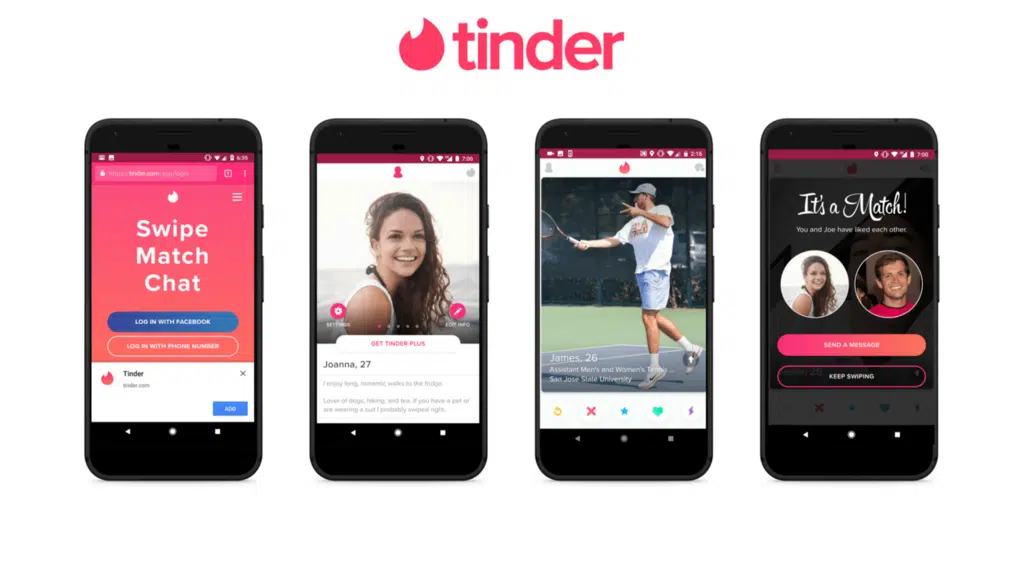 tinder
6:35
https://tinder.com/app/login
Swipe
Match
Chat
LOG IN WITH FACEBOOK
LOG IN WITH PHONE NUMBER
Tinder
tinder.com
ADD
7:00
SETTINGS
EDIT INFO
GET TINDER PLUS
Joanna, 27
I enjoy long, romantic walks to the fridge.
Lover of dogs, hiking, and tea. If you have a pet or
are wearing a suit I probably swiped right.
2:15
James, 26
Assistant Men's and Women's Tennis ...
San Jose State University
7:00
It's a Match!
You and Joe have liked each other.
SEND A MESSAGE
KEEP SWIPING